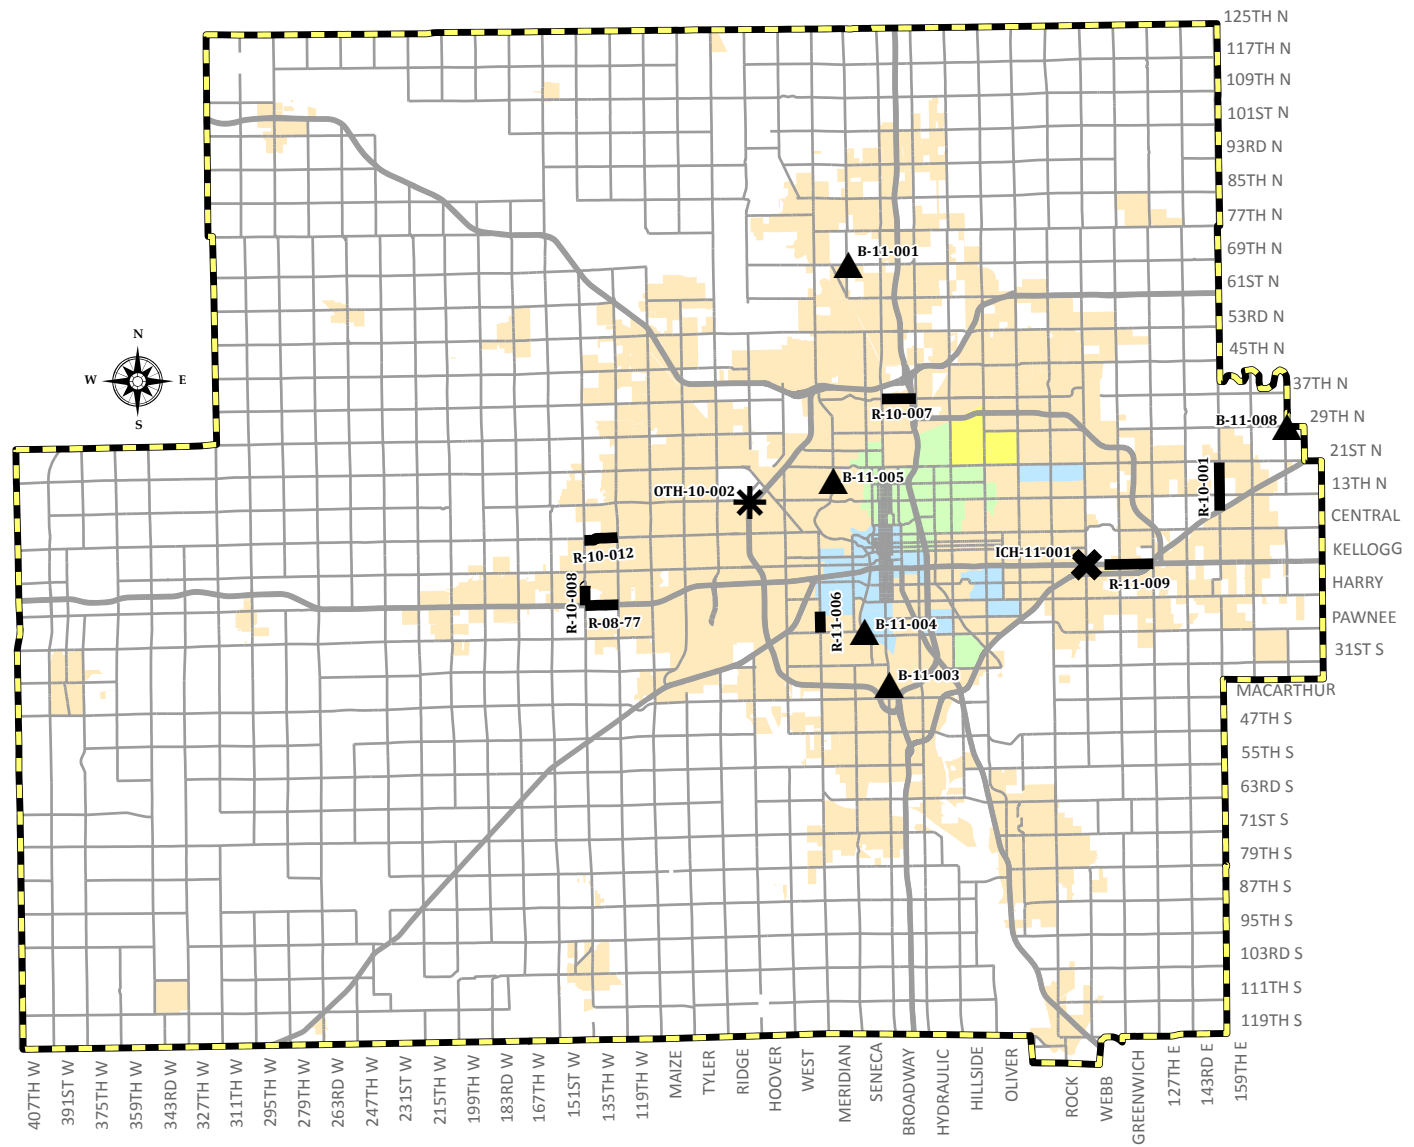 125TH N
117TH N
109TH N
101ST N
93RD N
85TH N
77TH N
69TH N
61ST N
53RD N
45TH N
37TH N
29TH N
21ST N
13TH N
CENTRAL
KELLOGG
HARRY
PAWNEE
31ST S
MACARTHUR
47TH S
55TH S
63RD S
71ST S
79TH S
87TH S
95TH S
103RD S
111TH S
119TH S
N
W
E
S
B-11-001
R-10-007
B-11-008
B-11-005
OTH-10-002
R-10-001
R-10-012
ICH-11-001
R-11-009
R-10-008
R-08-77
R-11-006
B-11-004
B-11-003
407TH W
391ST W
375TH W
359TH W
343RD W
327TH W
311TH W
295TH W
279TH W
263RD W
247TH W
231ST W
215TH W
199TH W
183RD W
167TH W
151ST W
135TH W
119TH W
MAIZE
TYLER
RIDGE
HOOVER
WEST
MERIDIAN
SENECA
BROADWAY
HYDRAULIC
HILLSIDE
OLIVER
ROCK
WEBB
GREENWICH
127TH E
143RD E
159TH E